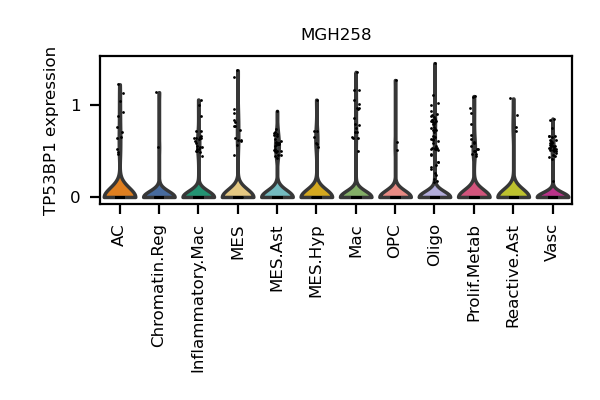 MGH258
TP53BP1 expression
1
0
AC
Chromatin.Reg
Inflammatory.Mac
MES
MES.Ast
MES.Hyp
Mac
OPC
Oligo
Prolif.Metab
Reactive.Ast
Vasc